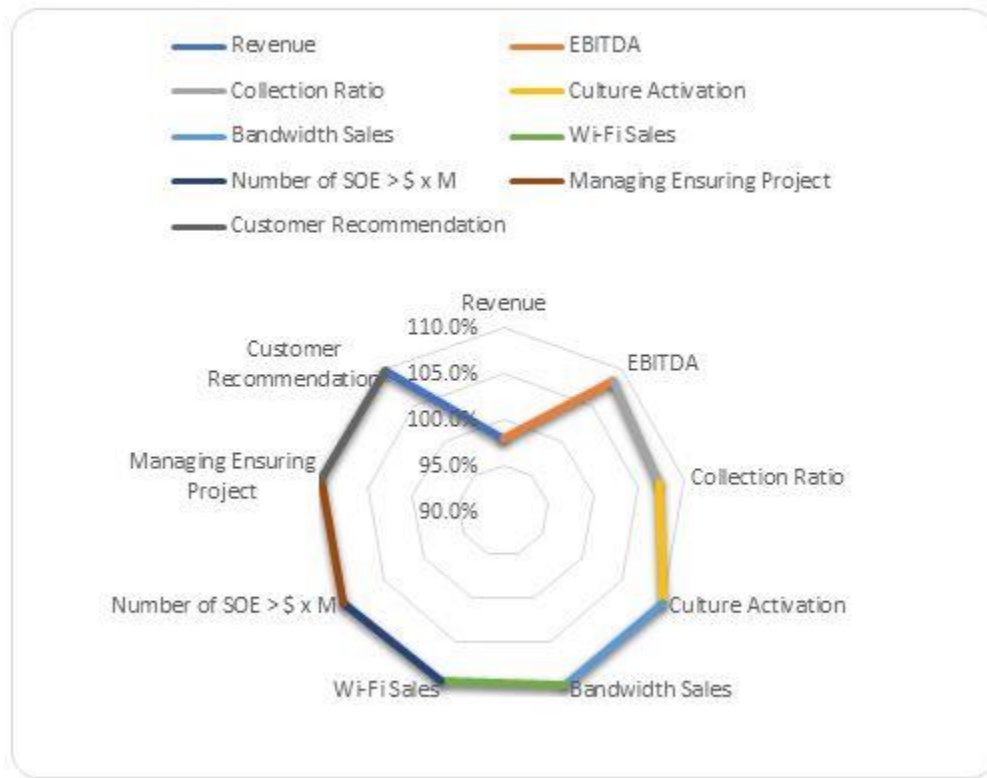 Revenue
EBITDA
Collection Ratio
Culture Activation
Bandwidth Sales
Wi-Fi Sales
Number of SOE > $ x M
Managing Ensuring Project
Customer Recommendation
Revenue
110.0%
105.0%
100.0%
95.0%
90.0%
EBITDA
Collection Ratio
Culture Activation
Bandwidth Sales
Wi-Fi Sales
Number of SOE > $ x M
Managing Ensuring
Project
Customer
Recommendation